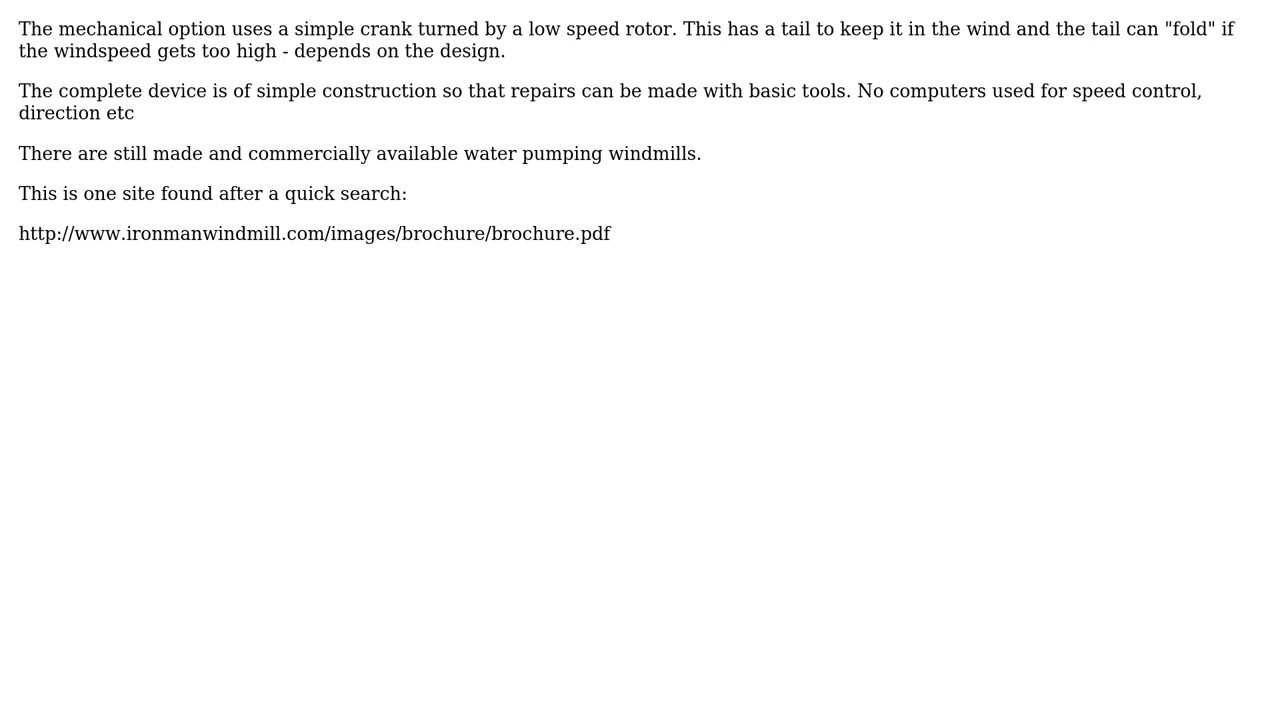 The mechanical option uses a simple crank turned by a low speed rotor. This has a tail to keep it in the wind and the tail can "fold" if
the windspeed gets too high - depends on the design.
The complete device is of simple construction so that repairs can be made with basic tools. No computers used for speed control,
direction etc
There are still made and commercially available water pumping windmills.
This is one site found after a quick search:
http://www.ironmanwindmill.com/images/brochure/brochure.pdf